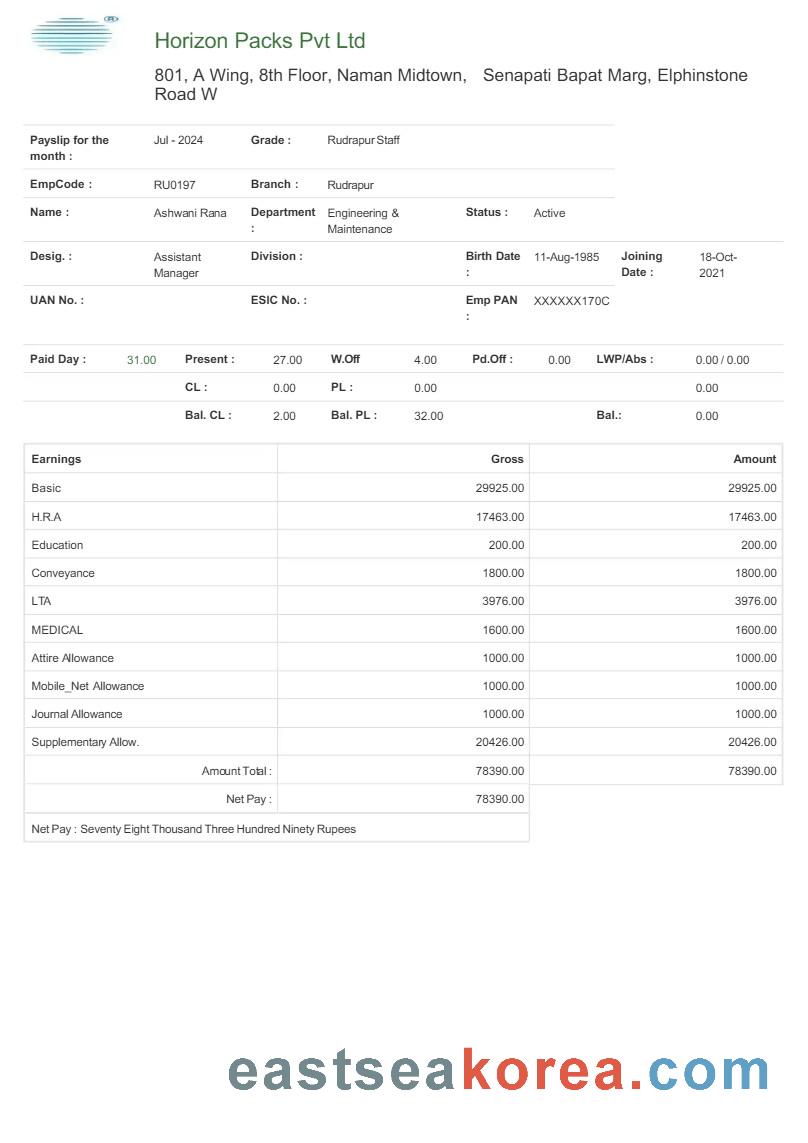 ®
Horizon Packs Pvt Ltd
801, A Wing, 8th Floor, Naman Midtown, Senapati Bapat Marg, Elphinstone
Road W
Payslip for the month : Jul - 2024 Grade : Rudrapur Staff
EmpCode : RU0197 Branch : Rudrapur
Name : Ashwani Rana Department : Engineering & Maintenance Status : Active
Desig. : Assistant Manager Division : Birth Date : 11-Aug-1985 Joining Date : 18-Oct-2021
UAN No. : ESIC No. : Emp PAN : XXXXXX170C
Paid Day : 31.00 Present : 27.00 W.Off 4.00 Pd.Off : 0.00 LWP/Abs : 0.00 / 0.00
CL : 0.00 PL : 0.00 0.00
Bal. CL : 2.00 Bal. PL : 32.00 Bal.: 0.00
Earnings Gross Amount
Basic 29925.00 29925.00
H.R.A 17463.00 17463.00
Education 200.00 200.00
Conveyance 1800.00 1800.00
LTA 3976.00 3976.00
MEDICAL 1600.00 1600.00
Attire Allowance 1000.00 1000.00
Mobile_Net Allowance 1000.00 1000.00
Journal Allowance 1000.00 1000.00
Supplementary Allow. 20426.00 20426.00
Amount Total : 78390.00 78390.00
Net Pay : 78390.00
Net Pay : Seventy Eight Thousand Three Hundred Ninety Rupees
eastseakorea.com